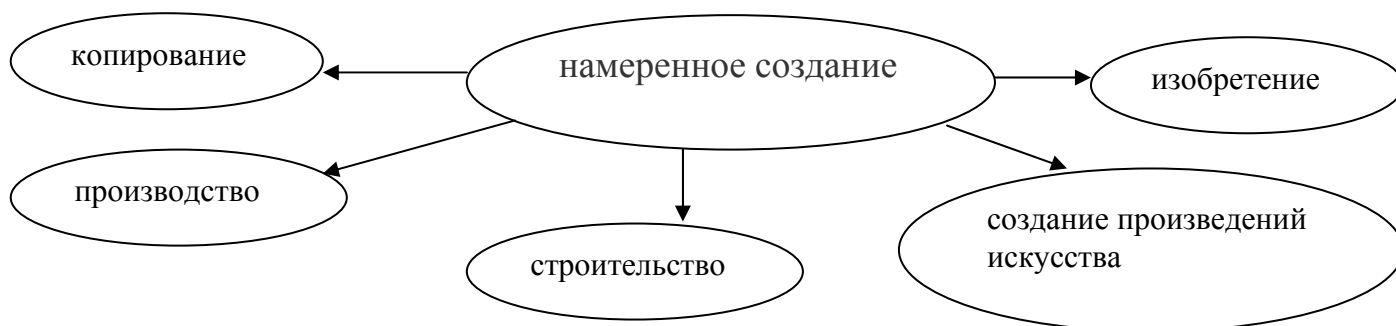 копирование
намеренное создание
изобретение
производство
создание произведений
искусства
строительство